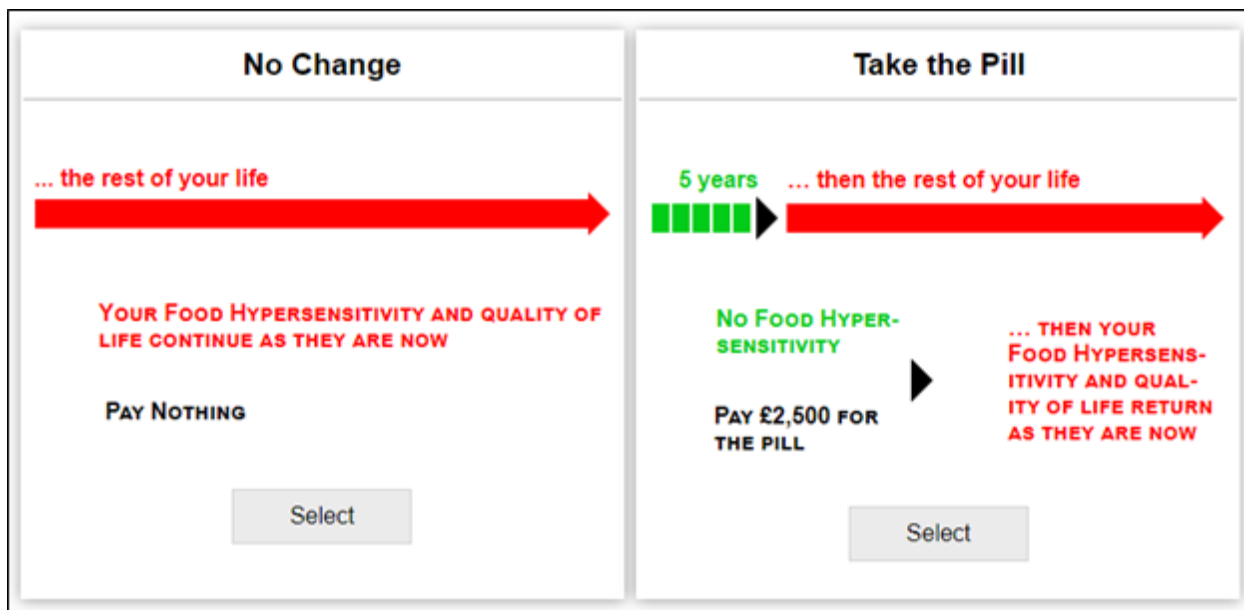 No Change
... the rest of your life
YOUR FOOD HYPERSENSITIVITY AND QUALITY OF
LIFE CONTINUE AS THEY ARE NOW
PAY NOTHING
Select
Take the Pill
5 years ... then the rest of your life
NO FOOD HYPER-
SENSITIVITY
PAY £2,500 FOR
THE PILL
... THEN YOUR
FOOD HYPERSENS-
ITIVITY AND QUAL-
ITY OF LIFE RETURN
AS THEY ARE NOW
Select